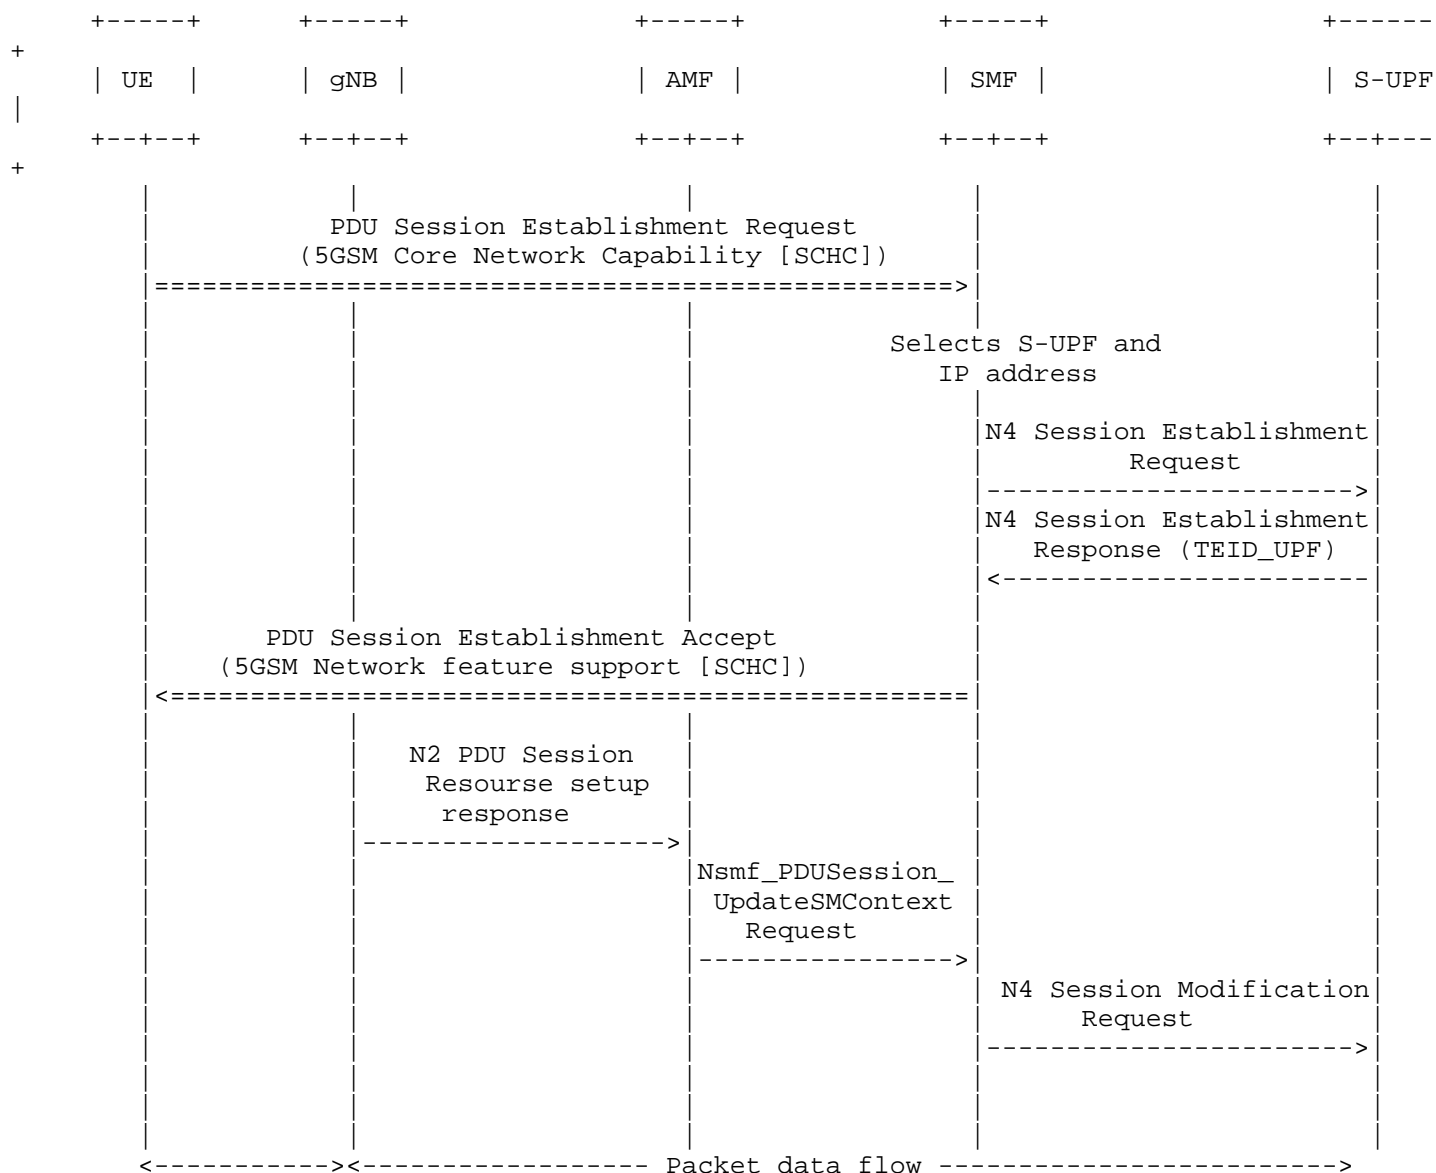 UE gNB AMF SMF S-UPF
PDU Session Establishment Request
(5GSM Core Network Capability [SCHC])
Selects S-UPF and
IP address
N4 Session Establishment
Request
N4 Session Establishment
Response (TEID_UPF)
PDU Session Establishment Accept
(5GSM Network feature support [SCHC])
N2 PDU Session
Resourse setup
response
Nsmf_PDUSession_
UpdateSMContext
Request
N4 Session Modification
Request
Packet data flow